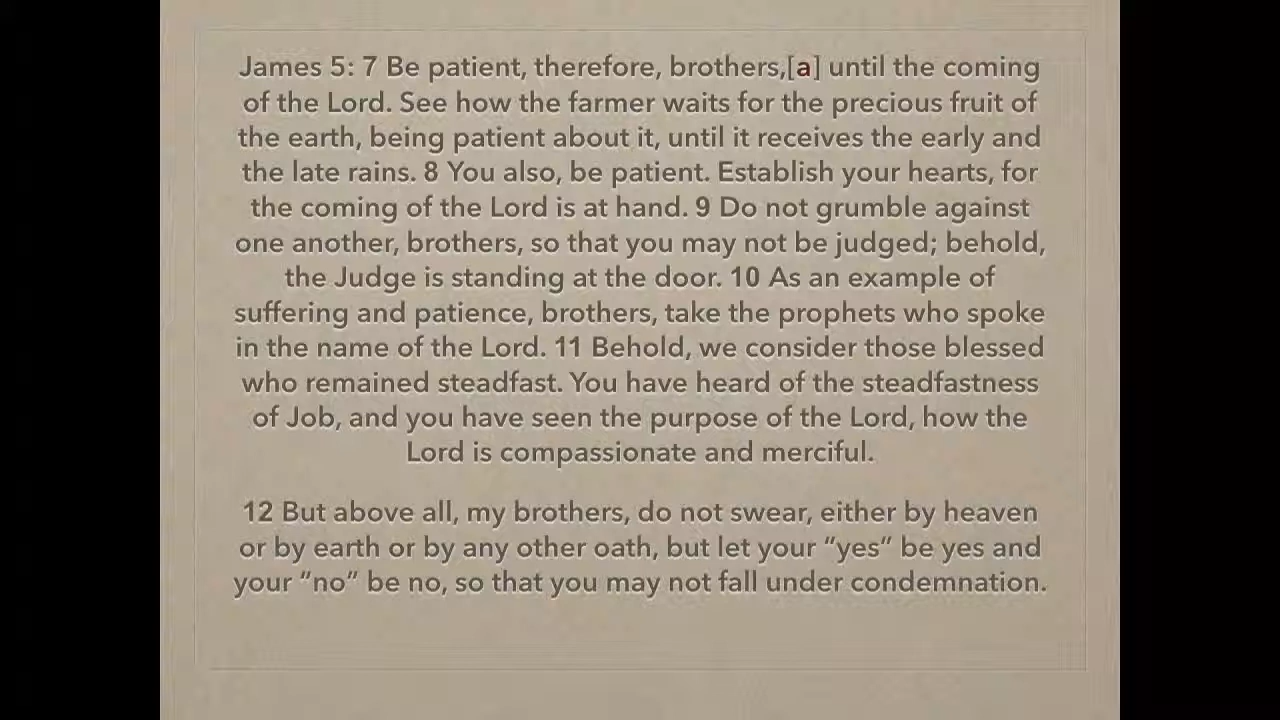 James 5: 7 Be patient, therefore, brothers,[a] until the coming
of the Lord. See how the farmer waits for the precious fruit of
the earth, being patient about it, until it receives the early and
the late rains. 8 You also, be patient. Establish your hearts, for
the coming of the Lord is at hand. 9 Do not grumble against
one another, brothers, so that you may not be judged; behold,
the Judge is standing at the door. 10 As an example of
suffering and patience, brothers, take the prophets who spoke
in the name of the Lord. 11 Behold, we consider those blessed
who remained steadfast. You have heard of the steadfastness
of Job, and you have seen the purpose of the Lord, how the
Lord is compassionate and merciful.
12 But above all, my brothers, do not swear, either by heaven
or by earth or by any other oath, but let your “yes” be yes and
your “no” be no, so that you may not fall under condemnation.